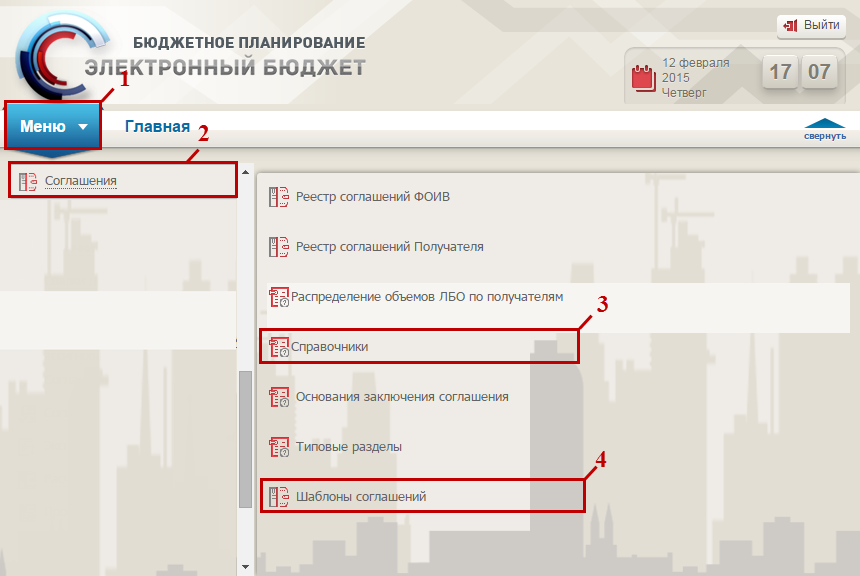 БЮДЖЕТНОЕ ПЛАНИРОВАНИЕ
ЭЛЕКТРОННЫЙ БЮДЖЕТ
Выйти
12 февраля
2015
Четверг
17 07
1
Меню
Главная
2
свернуть
Соглашения
Реестр соглашений ФОИВ
Реестр соглашений Получателя
Распределение объемов ЛБО по получателям
3
Справочники
Основания заключения соглашения
Типовые разделы
4
Шаблоны соглашений